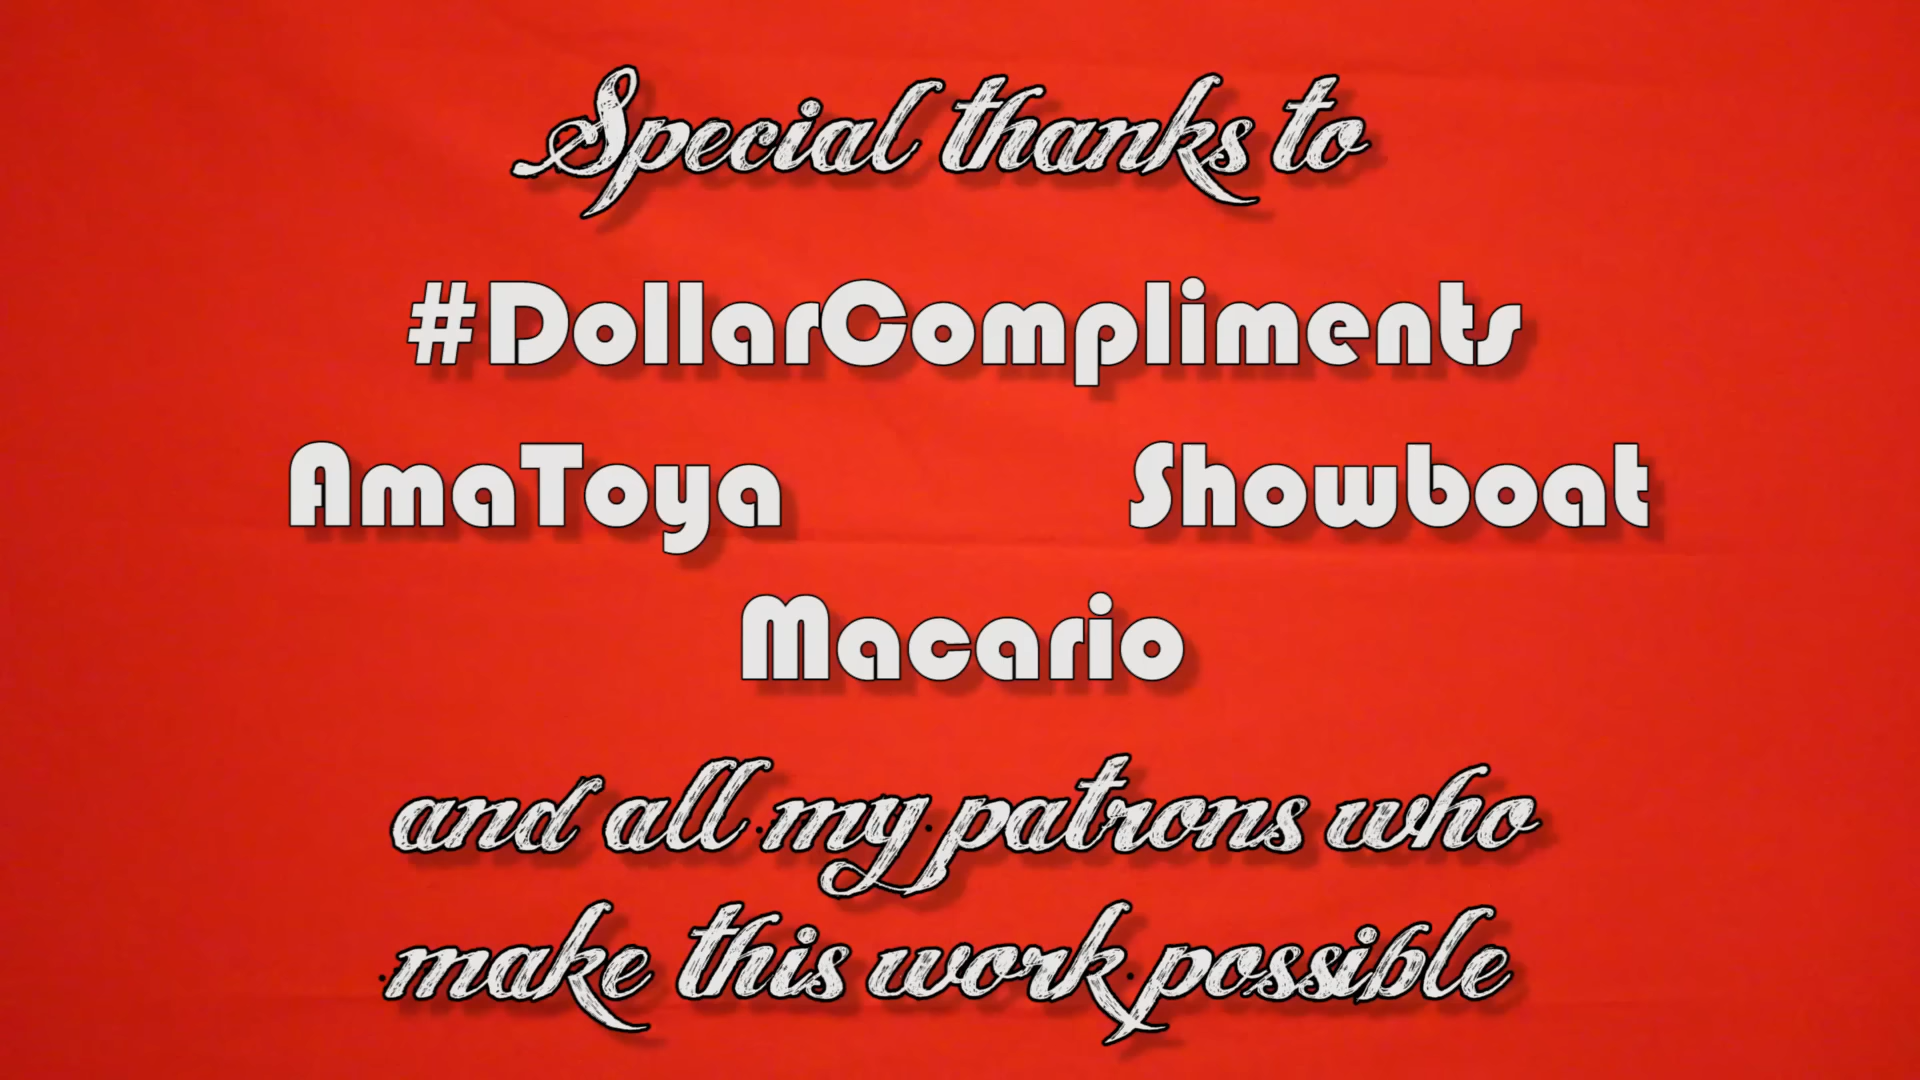 Special thanks to
#DollarCompliments
AmaToya Showboat
Macario
and all my patrons who
make this work possible